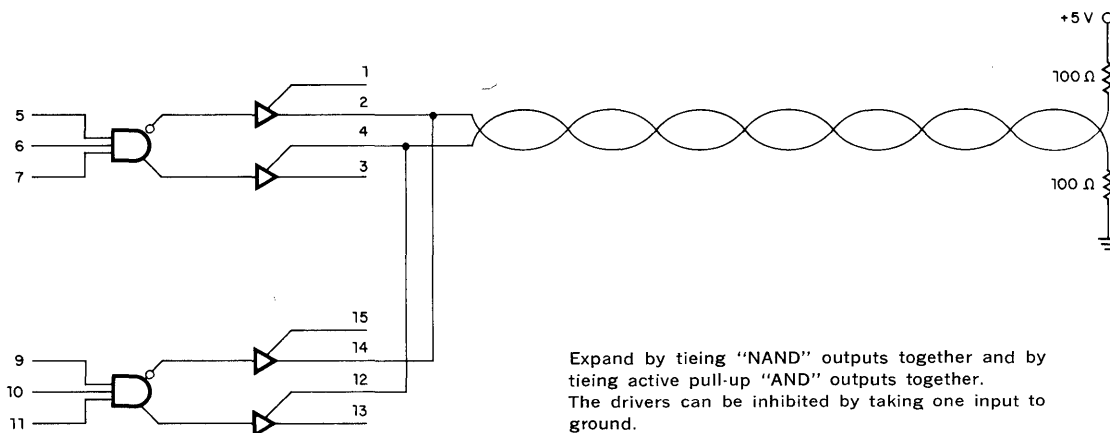 +5 V
100 Ω
100 Ω
1
2
4
3
5
6
7
15
14
12
13
9
10
11
Expand by tieing "NAND" outputs together and by
tieing active pull-up "AND" outputs together.
The drivers can be inhibited by taking one input to
ground.